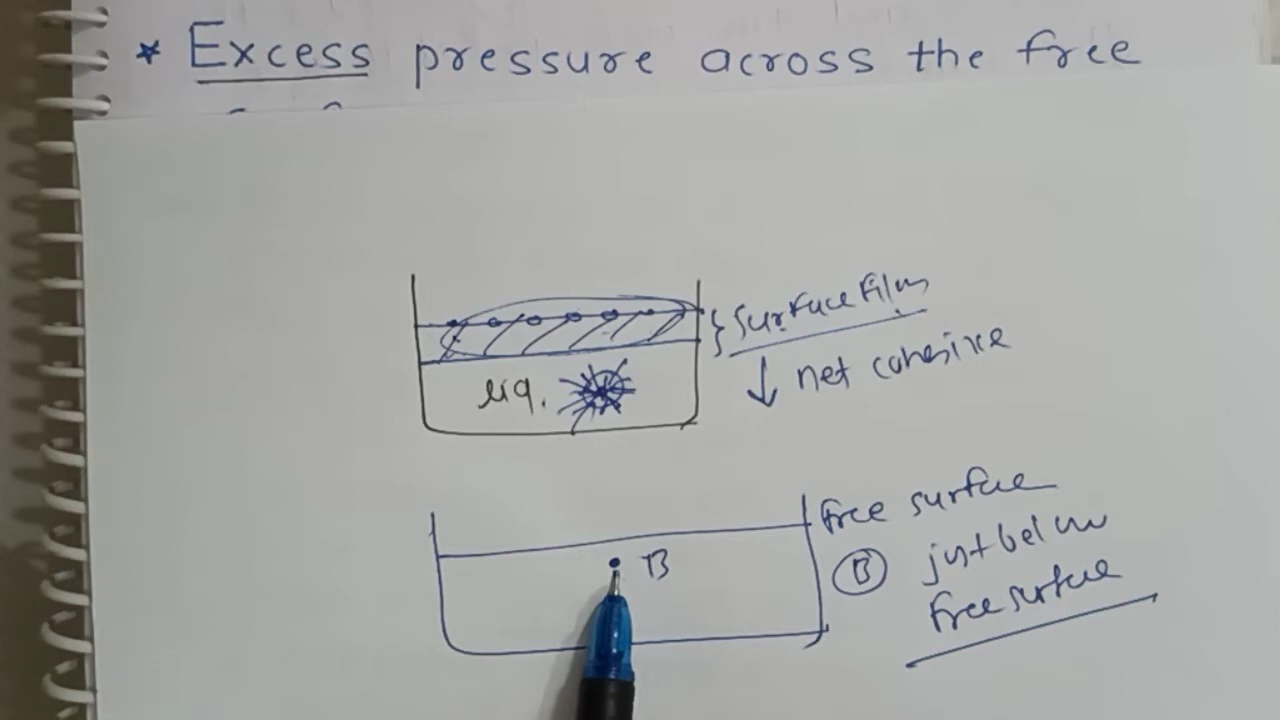 * Excess pressure across the free
} Surface Film
↓ net cohesive
liq.
Free surface
B
(B) just below
Free surface